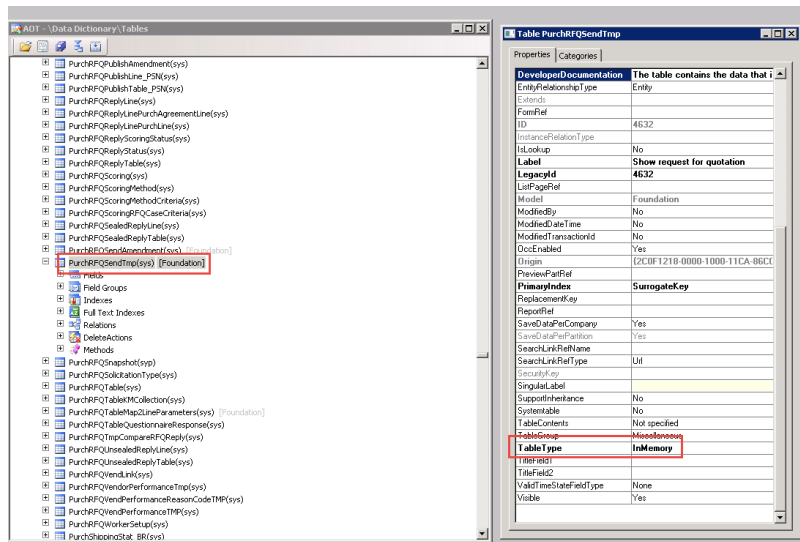 AOT - \Data Dictionary\Tables
PurchRFQPublishAmendment(sys)
PurchRFQPublishLine_PSN(sys)
PurchRFQPublishTable_PSN(sys)
PurchRFQReplyLine(sys)
PurchRFQReplyLinePurchAgreementLine(sys)
PurchRFQReplyLinePurchLine(sys)
PurchRFQReplyScoringStatus(sys)
PurchRFQReplyStatus(sys)
PurchRFQReplyTable(sys)
PurchRFQScoring(sys)
PurchRFQScoringMethod(sys)
PurchRFQScoringMethodCriteria(sys)
PurchRFQScoringRFQCaseCriteria(sys)
PurchRFQSealedReplyLine(sys)
PurchRFQSealedReplyTable(sys)
PurchRFQSendAmendment(sys) [Foundation]
PurchRFQSendTmp(sys) [Foundation]
Fields
Field Groups
Indexes
Full Text Indexes
Relations
DeleteActions
Methods
PurchRFQSnapshot(syp)
PurchRFQSolicitationType(sys)
PurchRFQTable(sys)
PurchRFQTableKMCollection(sys)
PurchRFQTableMap2LineParameters(sys) [Foundation]
PurchRFQTableQuestionnaireResponse(sys)
PurchRFQTmpCompareRFQReply(sys)
PurchRFQUnsealedReplyLine(sys)
PurchRFQUnsealedReplyTable(sys)
PurchRFQVendLink(sys)
PurchRFQVendorPerformanceTmp(sys)
PurchRFQVendPerformanceReasonCodeTMP(sys)
PurchRFQVendPerformanceTMP(sys)
PurchRFQWorkerSetup(sys)
PurchShippingStat_BR(sys)
Table PurchRFQSendTmp
Properties Categories
DeveloperDocumentation The table contains the data that i
EntityRelationshipType Entity
Extends
FormRef
ID 4632
InstanceRelationType
IsLookup No
Label Show request for quotation
LegacyId 4632
ListPageRef
Model Foundation
ModifiedBy No
ModifiedDateTime No
ModifiedTransactionId No
OccEnabled Yes
Origin {2C0F1218-0000-1000-11CA-86C(
PreviewPartRef
PrimaryIndex SurrogateKey
ReplacementKey
ReportRef
SaveDataPerCompany Yes
SaveDataPerPartition Yes
SearchLinkRefName
SearchLinkRefType Url
SecurityKey
SingularLabel
SupportInheritance No
Systemtable No
TableContents Not specified
TableGroup Miscellaneous
TableType InMemory
TitleField1
TitleField2
ValidTimeStateFieldType None
Visible Yes